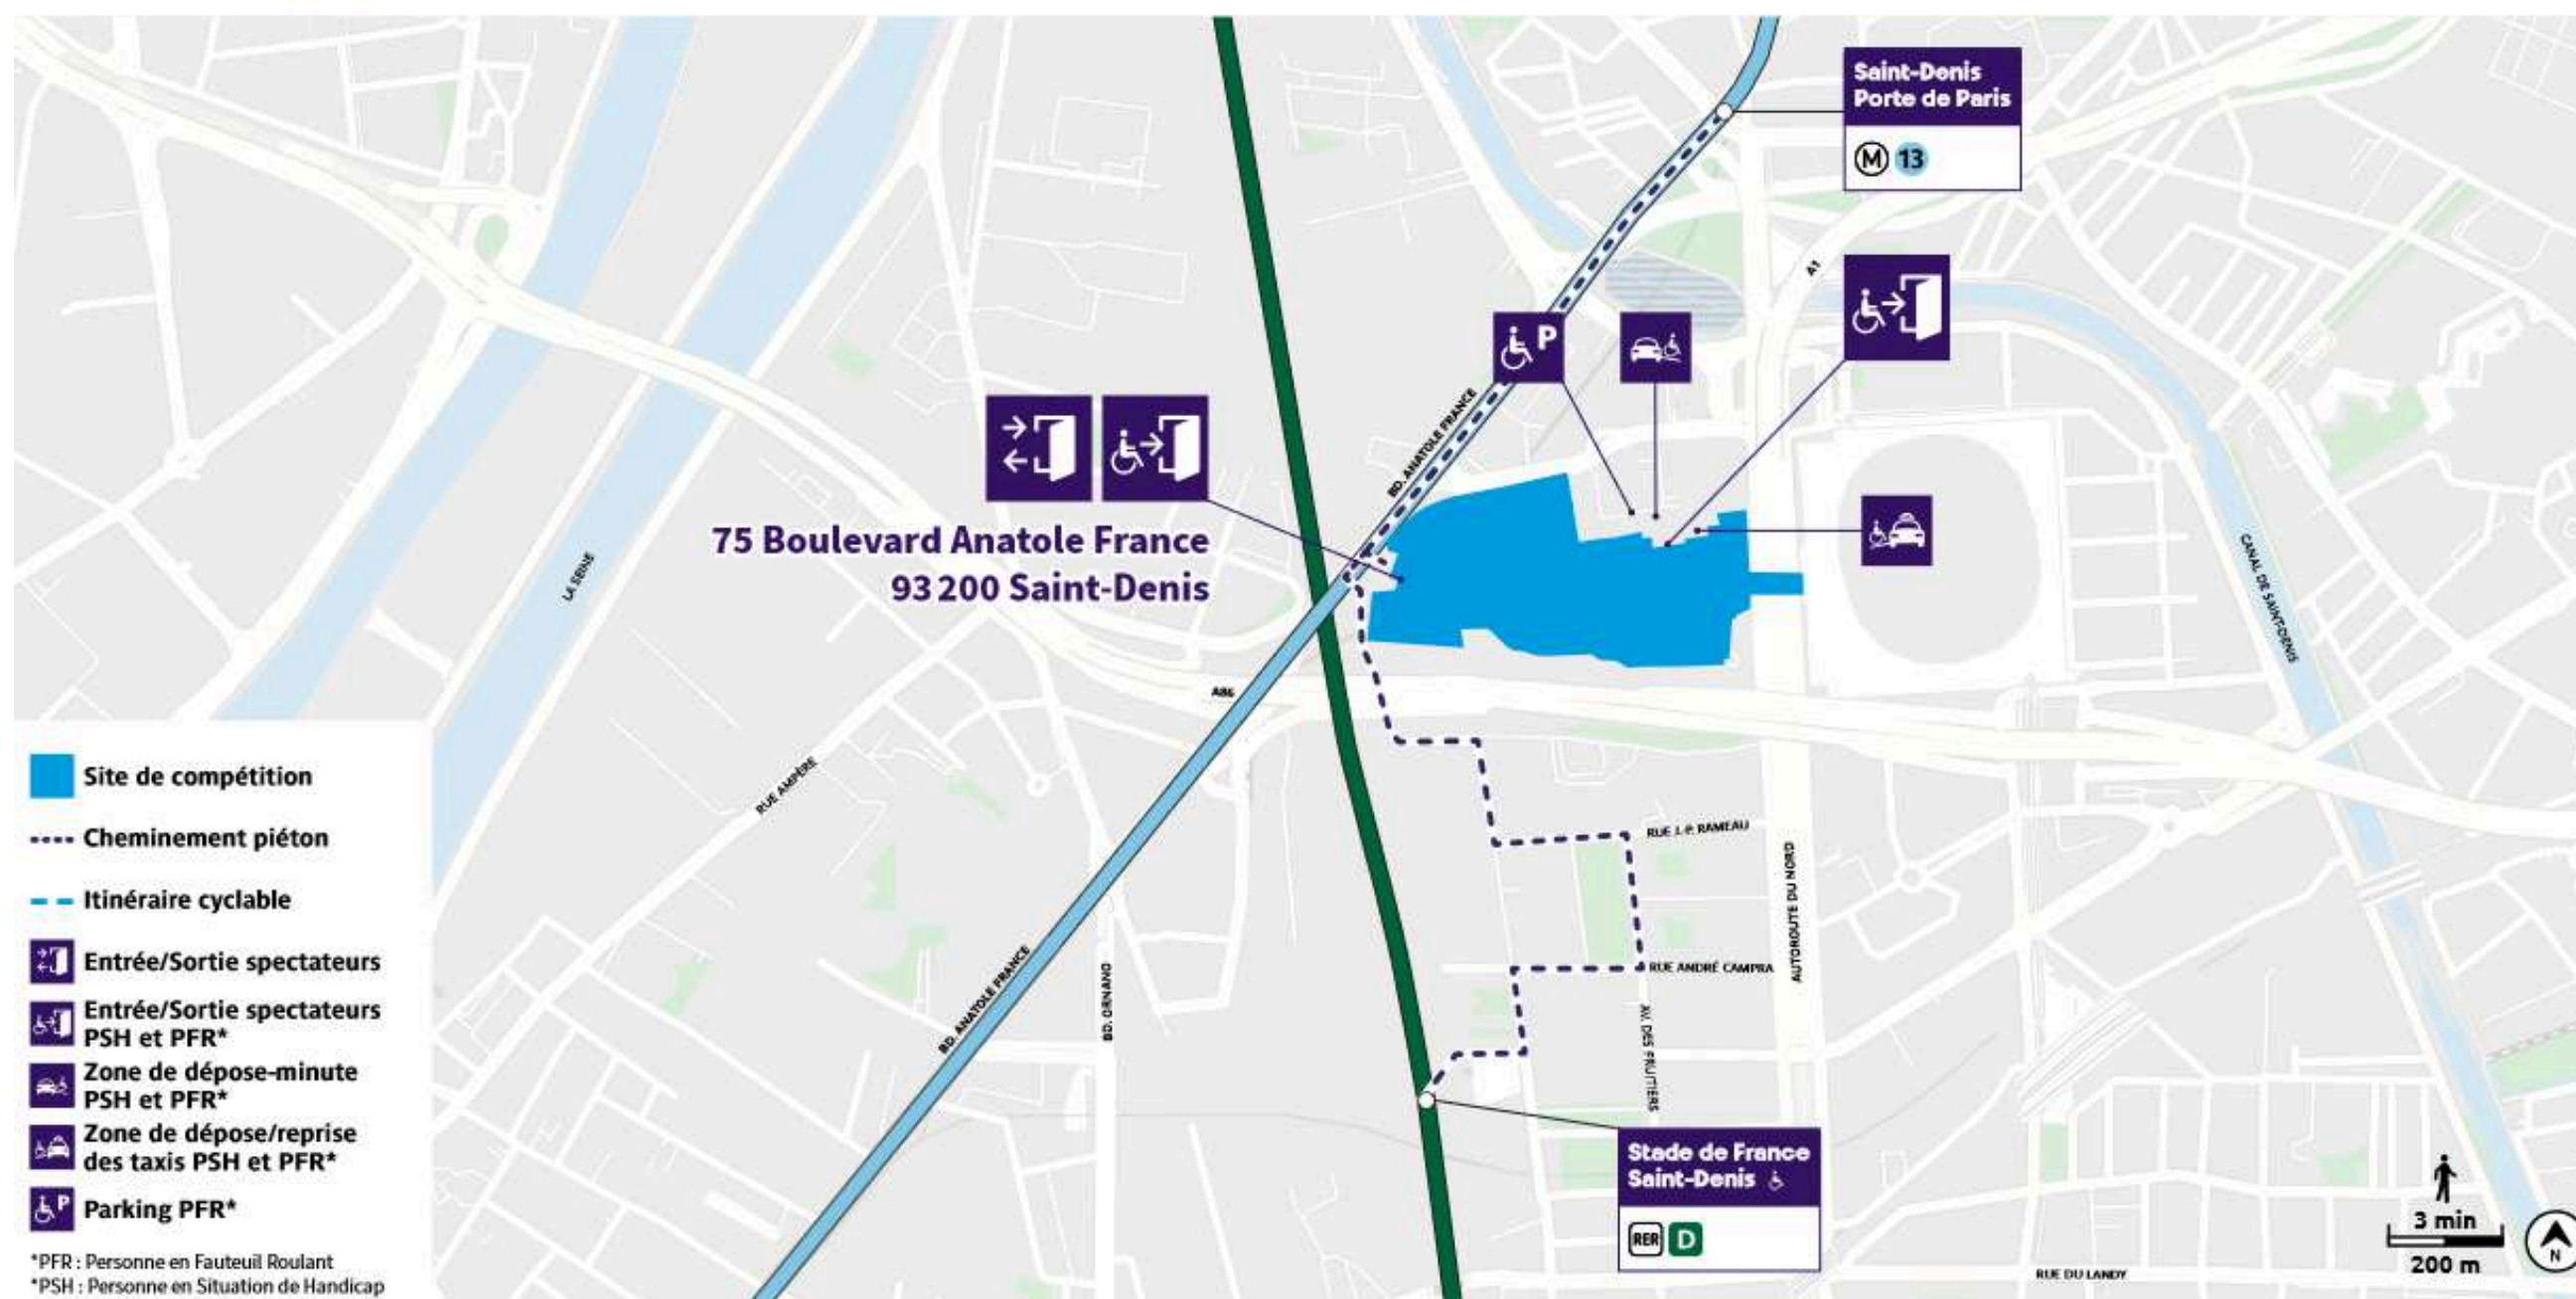 Saint-Denis
Porte de Paris
M 13
A1
P
BD. ANATOLE FRANCE
75 Boulevard Anatole France
93 200 Saint-Denis
LA SEINE
CANAL DE SAINT-DENIS
A86
RUE AMPÈRE
RUE J.-P. RAMEAU
AUTOROUTE DU NORD
RUE ANDRÉ CAMPRA
BD. ANATOLE FRANCE
BD. ORNANO
AV. DES FRUITIERS
Stade de France
Saint-Denis
RER D
RUE DU LANDY
3 min
200 m
N
Site de compétition
Cheminement piéton
Itinéraire cyclable
Entrée/Sortie spectateurs
Entrée/Sortie spectateurs
PSH et PFR*
Zone de dépose-minute
PSH et PFR*
Zone de dépose/reprise
des taxis PSH et PFR*
P
Parking PFR*
*PFR : Personne en Fauteuil Roulant
*PSH : Personne en Situation de Handicap